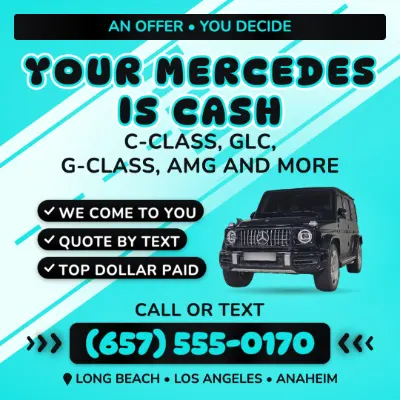 AN OFFER • YOU DECIDE
YOUR MERCEDES
IS CASH
C-CLASS, GLC,
G-CLASS, AMG AND MORE
WE COME TO YOU
QUOTE BY TEXT
TOP DOLLAR PAID
CALL OR TEXT
(657) 555-0170
LONG BEACH • LOS ANGELES • ANAHEIM